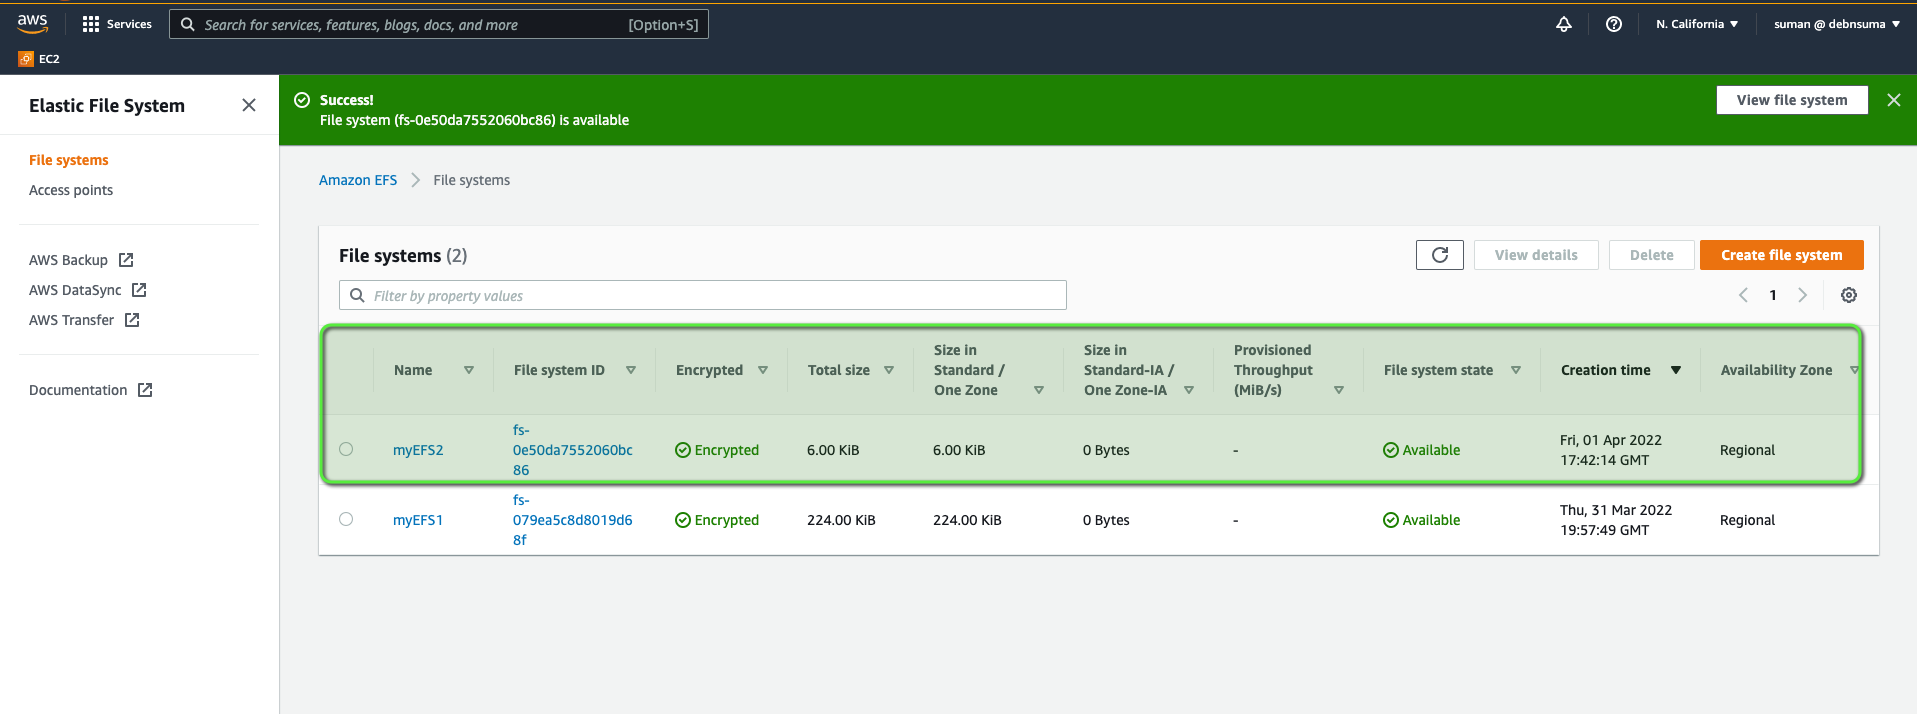 aws
Services
Search for services, features, blogs, docs, and more
[Option+S]
N. California
suman @ debnsuma
EC2
Elastic File System
File systems
Access points
AWS Backup
AWS DataSync
AWS Transfer
Documentation
Success!
File system (fs-0e50da7552060bc86) is available
View file system
Amazon EFS
File systems
File systems (2)
View details
Delete
Create file system
Filter by property values
1
Name
File system ID
Encrypted
Total size
Size in
Standard /
One Zone
Size in
Standard-IA /
One Zone-IA
Provisioned
Throughput
(MiB/s)
File system state
Creation time
Availability Zone
myEFS2
fs-
0e50da7552060bc
86
Encrypted
6.00 KiB
6.00 KiB
0 Bytes
-
Available
Fri, 01 Apr 2022
17:42:14 GMT
Regional
myEFS1
fs-
079ea5c8d8019d6
8f
Encrypted
224.00 KiB
224.00 KiB
0 Bytes
-
Available
Thu, 31 Mar 2022
19:57:49 GMT
Regional